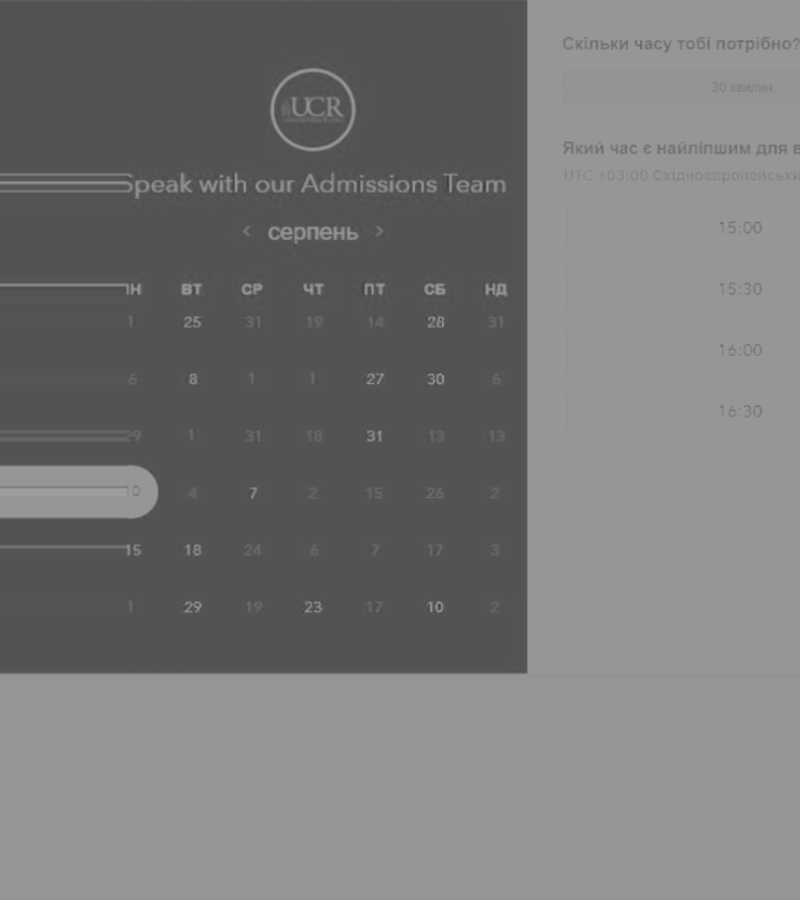 UCR
Speak with our Admissions Team
< серпень >
ПН ВТ СР ЧТ ПТ СБ НД
1 25 31 19 14 28 31
6 8 1 1 27 30 6
29 1 31 18 31 13 13
10 4 7 2 15 26 2
15 18 24 6 7 17 3
1 29 19 23 17 10 2
Скільки часу тобі потрібно?
30 хвилин
Який час є найліпшим для в
UTC +03:00 Східноєвропейськи
15:00
15:30
16:00
16:30